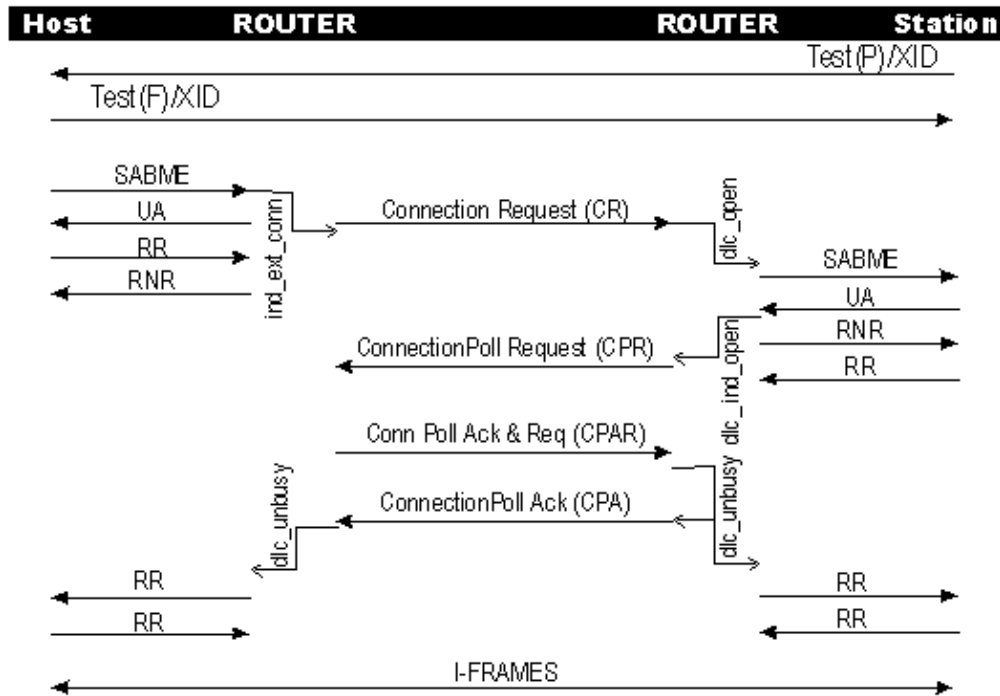 Host ROUTER ROUTER Station
Test(P)/XID
Test(F)/XID
SABME
UA
RR
RNR
ind_ext_conn
Connection Request (CR)
dlc_open
SABME
UA
RNR
RR
dlc_ind_open
ConnectionPoll Request (CPR)
Conn Poll Ack & Req (CPAR)
dlc_unbusy
ConnectionPoll Ack (CPA)
dlc_unbusy
RR
RR
RR
RR
I-FRAMES